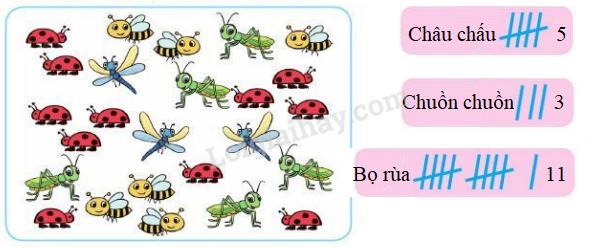 Châu chấu 5
Chuồn chuồn 3
Bọ rùa 11
Loigiaihay.com